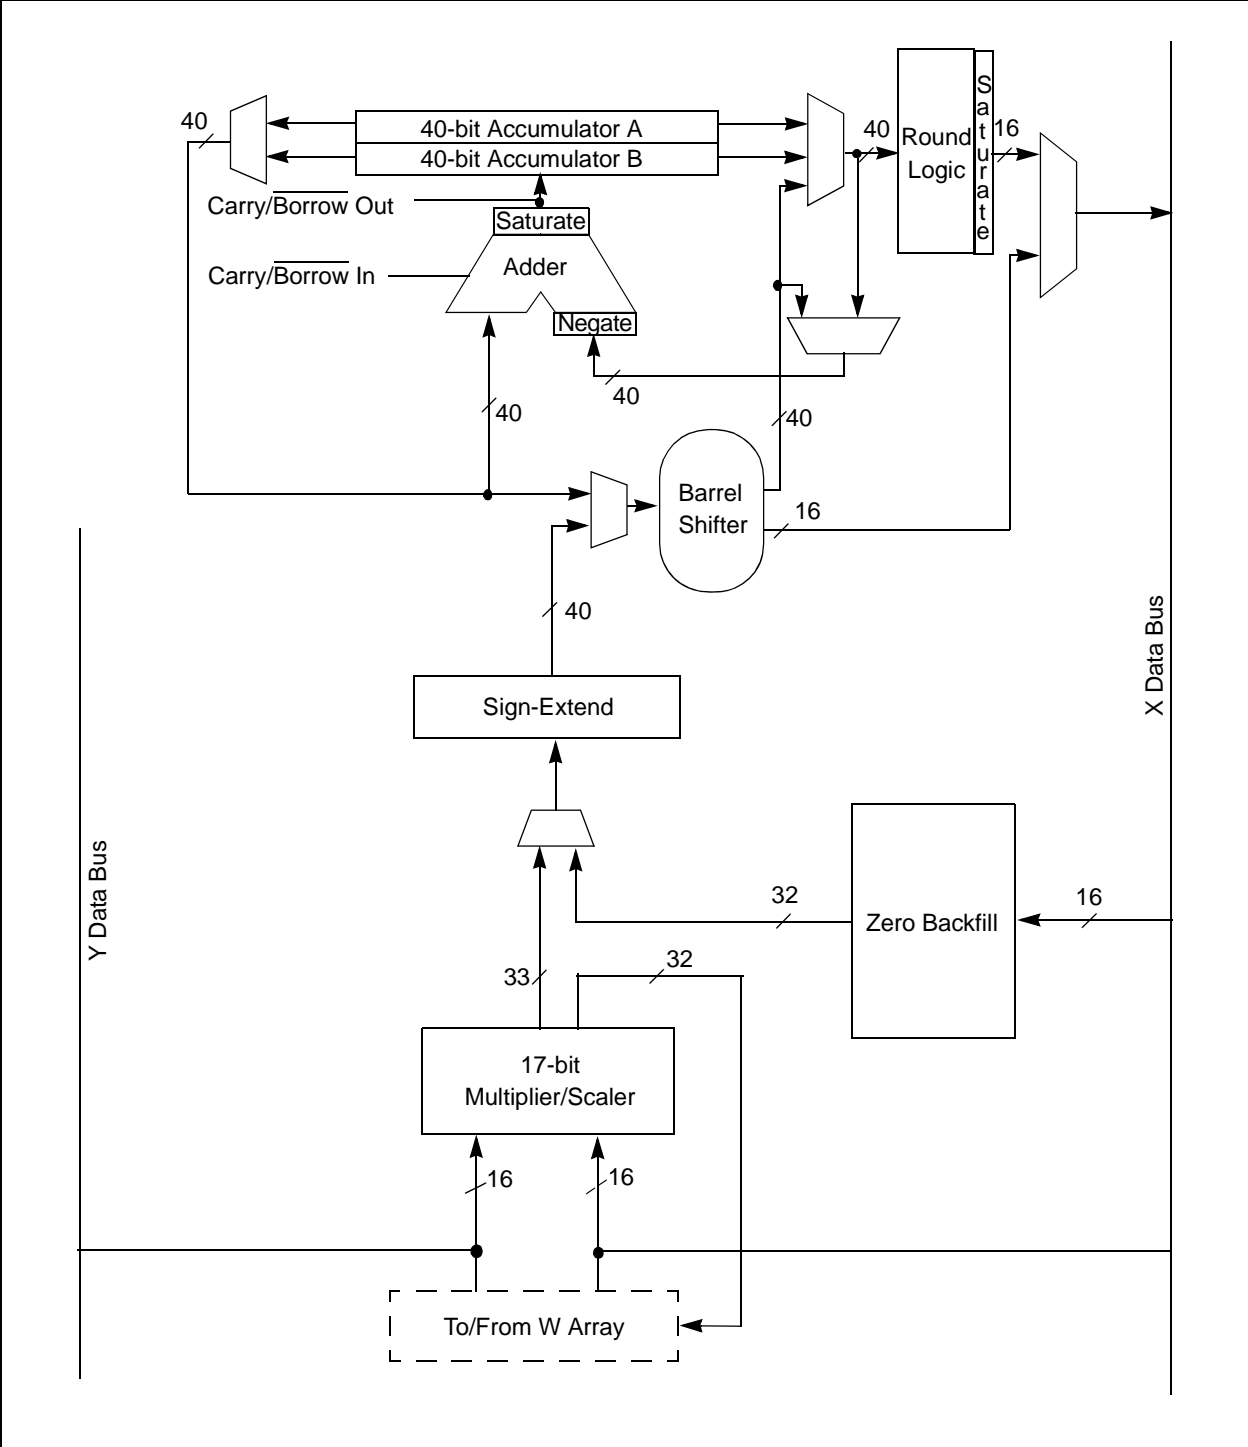 40
40-bit Accumulator A
40-bit Accumulator B
40
Round
Logic
Saturate
16
Carry/Borrow Out
Saturate
Adder
Carry/Borrow In
Negate
40
40
40
Barrel
Shifter
16
40
X Data Bus
Sign-Extend
Y Data Bus
32
Zero Backfill
16
33
32
17-bit
Multiplier/Scaler
16
16
To/From W Array